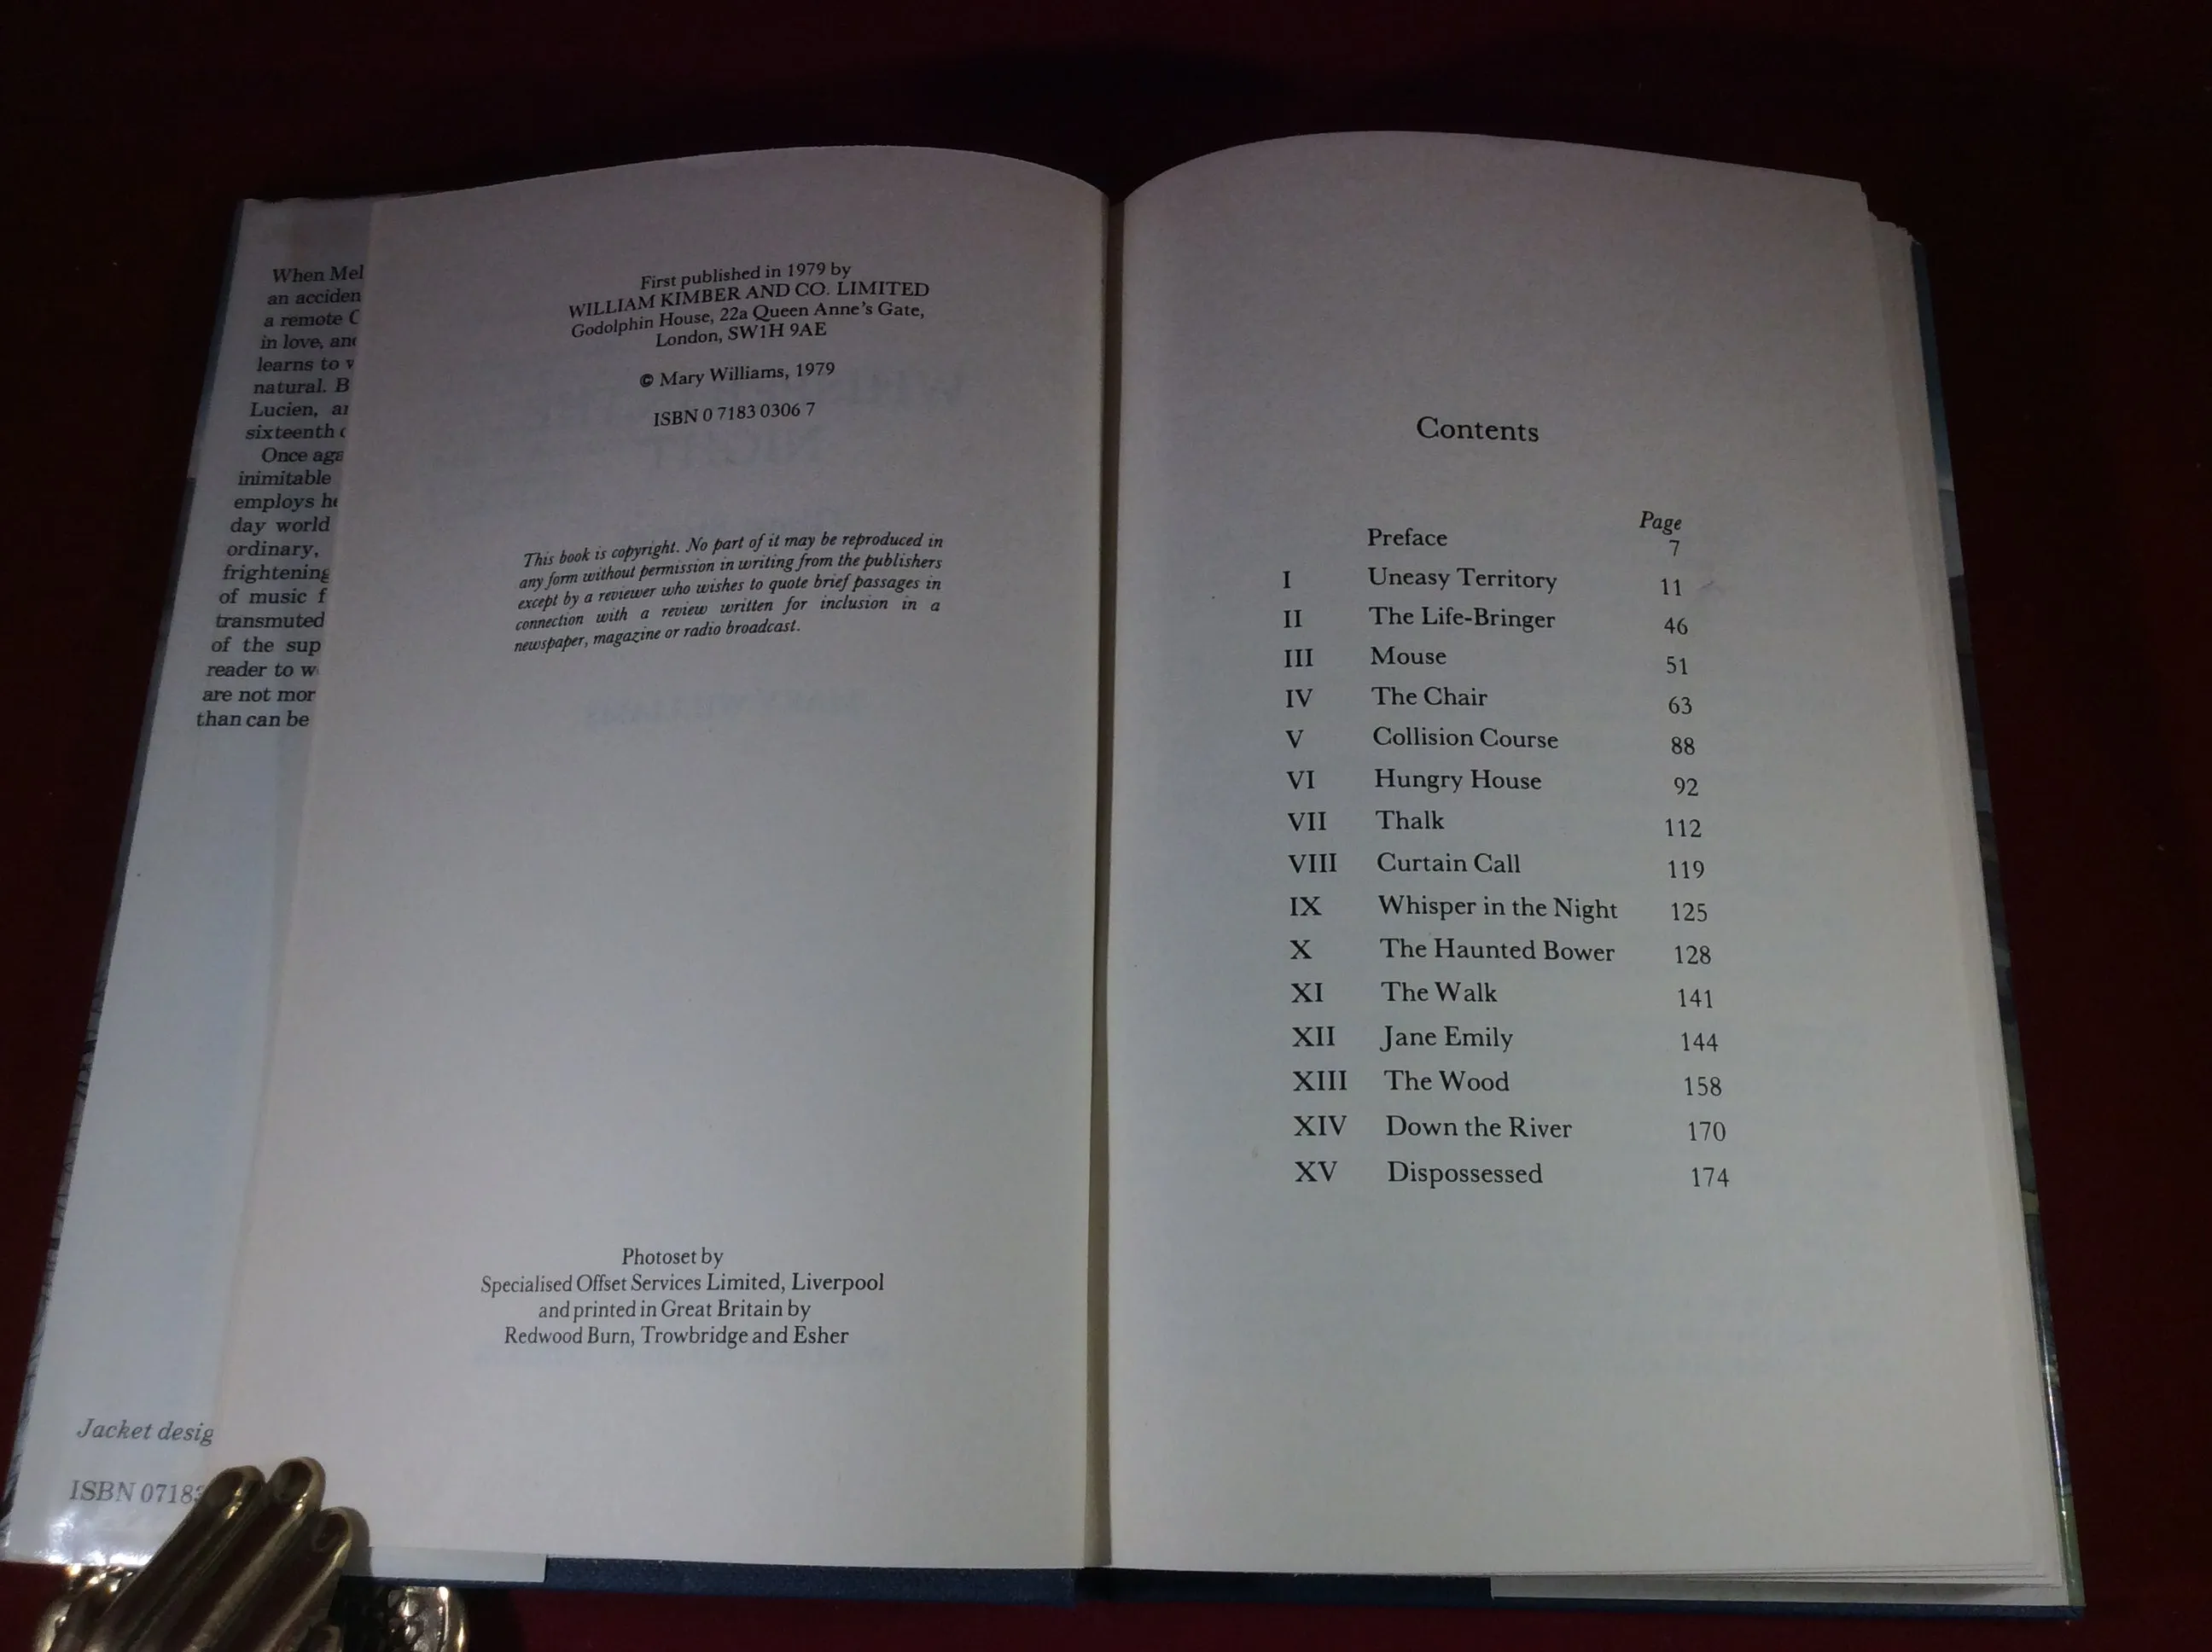 When Mel
an acciden
a remote C
in love, and
learns to v
natural. B
Lucien, ar
sixteenth c
Once aga
inimitable
employs he
day world
ordinary,
frightening
of music f
transmuted
of the sup
reader to w
are not mor
than can be
Jacket desig
ISBN 07183
First published in 1979 by
WILLIAM KIMBER AND CO. LIMITED
Godolphin House, 22a Queen Anne's Gate,
London, SW1H 9AE
© Mary Williams, 1979
ISBN 0 7183 0306 7
This book is copyright. No part of it may be reproduced in
any form without permission in writing from the publishers
except by a reviewer who wishes to quote brief passages in
connection with a review written for inclusion in a
newspaper, magazine or radio broadcast.
Photoset by
Specialised Offset Services Limited, Liverpool
and printed in Great Britain by
Redwood Burn, Trowbridge and Esher
Contents
Page
Preface 7
I Uneasy Territory 11
II The Life-Bringer 46
III Mouse 51
IV The Chair 63
V Collision Course 88
VI Hungry House 92
VII Thalk 112
VIII Curtain Call 119
IX Whisper in the Night 125
X The Haunted Bower 128
XI The Walk 141
XII Jane Emily 144
XIII The Wood 158
XIV Down the River 170
XV Dispossessed 174